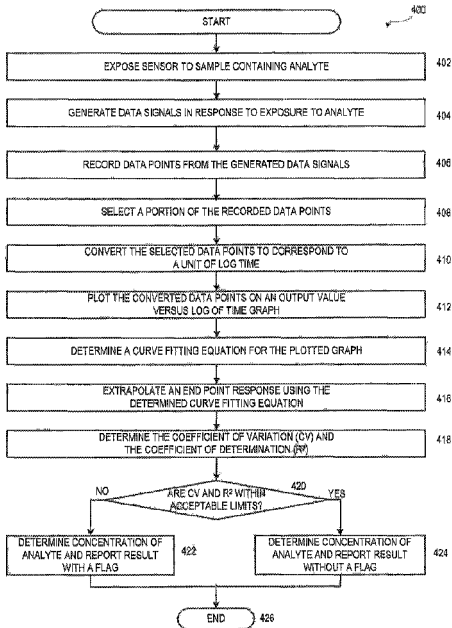 400
START
EXPOSE SENSOR TO SAMPLE CONTAINING ANALYTE
402
GENERATE DATA SIGNALS IN RESPONSE TO EXPOSURE TO ANALYTE
404
RECORD DATA POINTS FROM THE GENERATED DATA SIGNALS
406
SELECT A PORTION OF THE RECORDED DATA POINTS
408
CONVERT THE SELECTED DATA POINTS TO CORRESPOND TO
A UNIT OF LOG TIME
410
PLOT THE CONVERTED DATA POINTS ON AN OUTPUT VALUE
VERSUS LOG OF TIME GRAPH
412
DETERMINE A CURVE FITTING EQUATION FOR THE PLOTTED GRAPH
414
EXTRAPOLATE AN END POINT RESPONSE USING THE
DETERMINED CURVE FITTING EQUATION
416
DETERMINE THE COEFFICIENT OF VARIATION (CV) AND
THE COEFFICIENT OF DETERMINATION (R²)
418
420
NO
ARE CV AND R² WITHIN
ACCEPTABLE LIMITS?
YES
DETERMINE CONCENTRATION OF
ANALYTE AND REPORT RESULT
WITH A FLAG
422
DETERMINE CONCENTRATION OF
ANALYTE AND REPORT RESULT
WITHOUT A FLAG
424
END
426